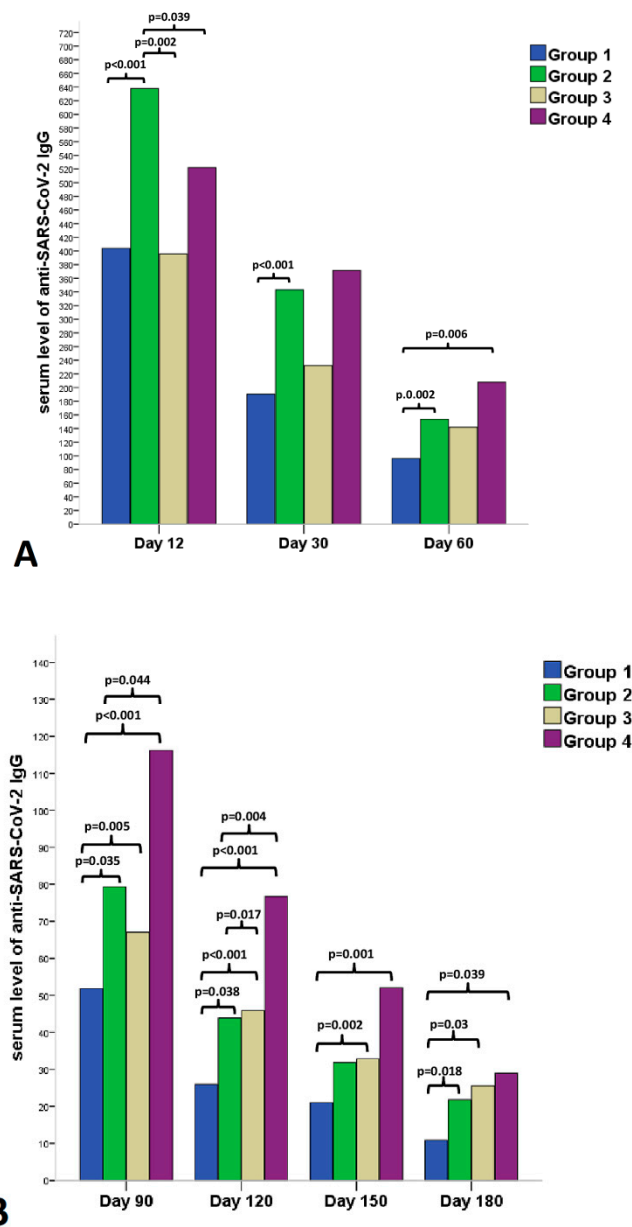 p=0.039
p=0.002
p<0.001
720
700
680
660
640
620
600
580
560
540
520
500
480
460
440
420
400
380
360
340
320
300
280
260
240
220
200
180
160
140
120
100
80
60
40
20
0
serum level of anti-SARS-CoV-2 IgG
Group 1
Group 2
Group 3
Group 4
p<0.001
p=0.006
p.0.002
Day 12 Day 30 Day 60
A
140
130
120
110
100
90
80
70
60
50
40
30
20
10
0
serum level of anti-SARS-CoV-2 IgG
Group 1
Group 2
Group 3
Group 4
p=0.044
p<0.001
p=0.005
p=0.035
p=0.004
p<0.001
p=0.017
p<0.001
p=0.038
p=0.001
p=0.002
p=0.039
p=0.03
p=0.018
Day 90 Day 120 Day 150 Day 180
B